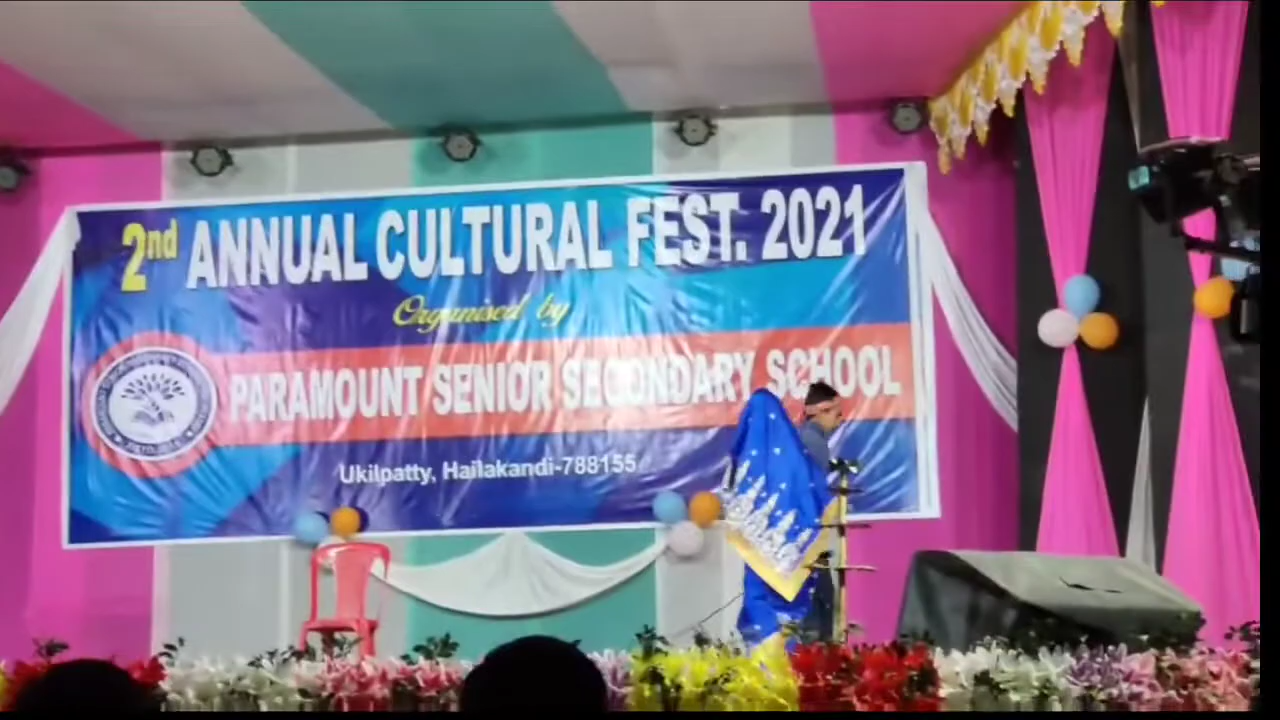 2nd ANNUAL CULTURAL FEST. 2021
Organised by
PARAMOUNT SENIOR SECONDARY SCHOOL
Ukilpatty, Hailakandi-788155